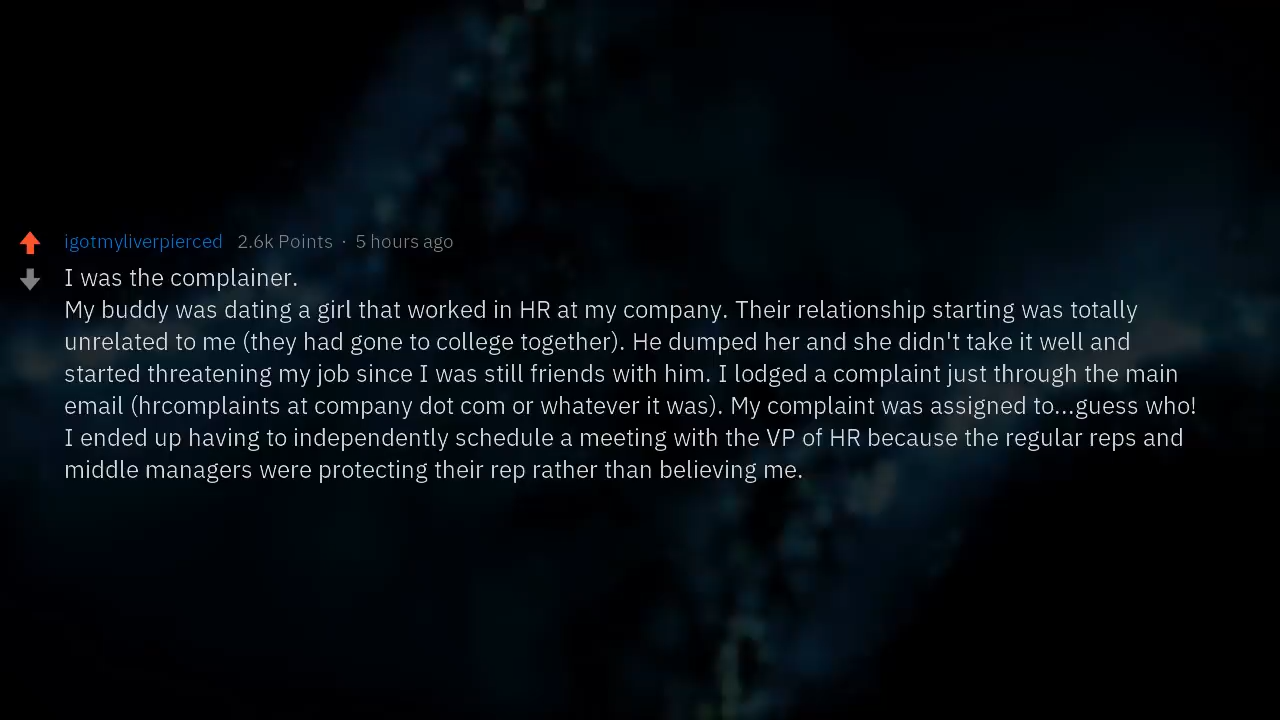 igotmyliverpierced 2.6k Points · 5 hours ago
I was the complainer.
My buddy was dating a girl that worked in HR at my company. Their relationship starting was totally
unrelated to me (they had gone to college together). He dumped her and she didn't take it well and
started threatening my job since I was still friends with him. I lodged a complaint just through the main
email (hrcomplaints at company dot com or whatever it was). My complaint was assigned to...guess who!
I ended up having to independently schedule a meeting with the VP of HR because the regular reps and
middle managers were protecting their rep rather than believing me.